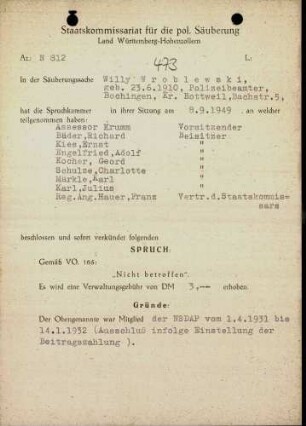 Staatskommissariat für die pol. Säuberung
Land Württemberg-Hohenzollern
Az: B 812
473
L:
In der Säuberungssache Willy Wroblewski,
geb. 23.6.1910, Polizeibeamter,
Bochingen, Kr. Rottweil, Bachstr.5,
hat die Spruchkammer in ihrer Sitzung am 8.9.1949 an welcher
teilgenommen haben:
Assessor Krumm Vorsitzender
Bäder, Richard Beisitzer
Kies, Ernst "
Engelfried, Adolf "
Kocher, Georg "
Schulze, Charlotte "
Märkle, Karl "
Karl, Julius "
Reg.Ang. Hauer, Franz Vertr.d.Staatskommis-
sars
beschlossen und sofort verkündet folgenden
SPRUCH:
Gemäß VO. 165:
„Nicht betroffen".
Es wird eine Verwaltungsgebühr von DM 3,-- erhoben.
Gründe:
Der Obengenannte war Mitglied der NSDAP vom 1.4.1931 bis
14.1.1932 (Ausschluß infolge Einstellung der
Beitragszahlung ).